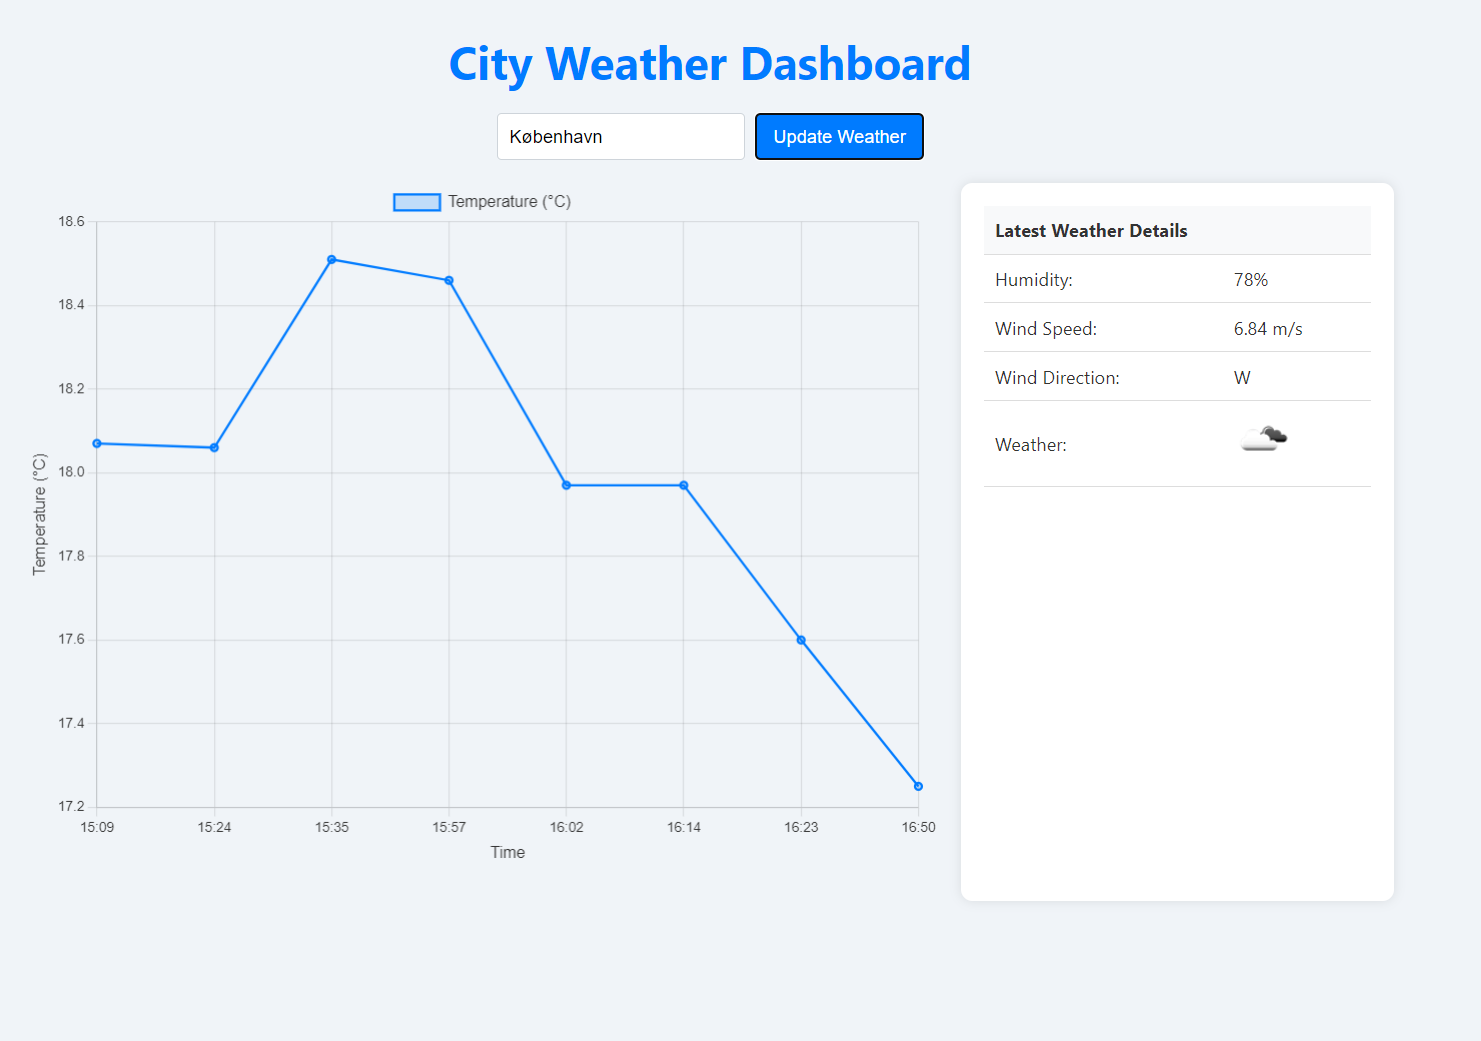 City Weather Dashboard
København
Update Weather
Temperature (°C)
18.6
18.4
18.2
18.0
17.8
17.6
17.4
17.2
Temperature (°C)
15:09 15:24 15:35 15:57 16:02 16:14 16:23 16:50
Time
Latest Weather Details
Humidity: 78%
Wind Speed: 6.84 m/s
Wind Direction: W
Weather: